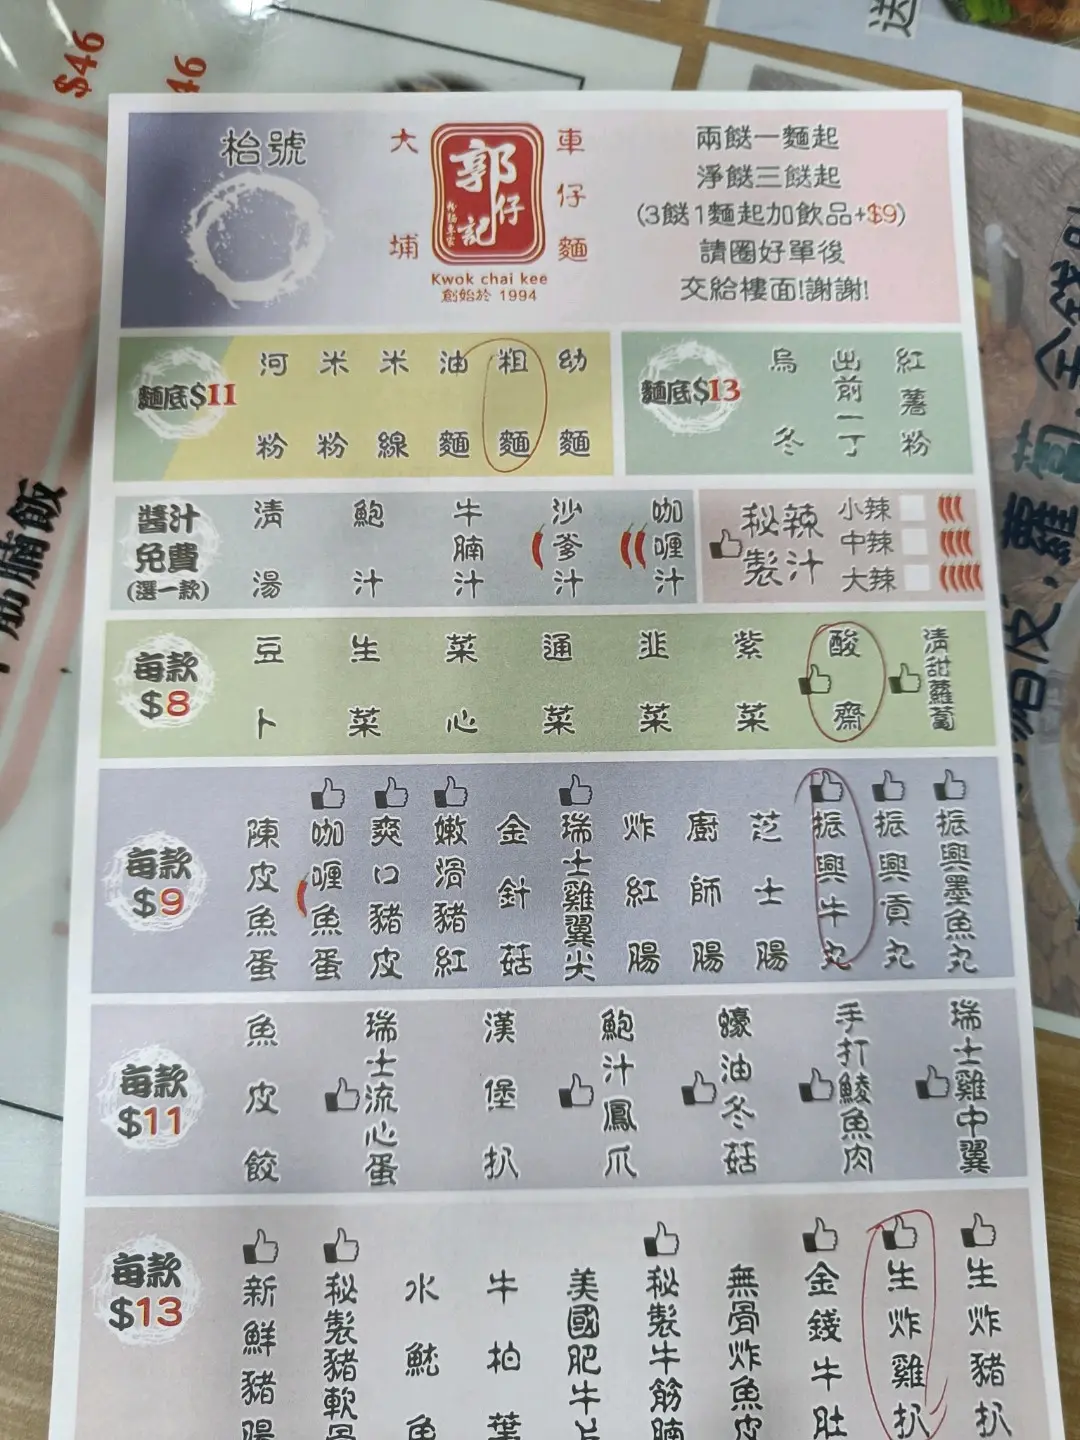 $46
46
送
枱號
大埔
郭仔記
車仔麵
Kwok chai kee
創始於 1994
兩餸一麵起
淨餸三餸起
(3餸1麵起加飲品+$9)
請圈好單後
交給樓面!謝謝!
麵底$11
河粉
米粉
米線
油麵
粗麵
幼麵
麵底$13
烏冬
出前一丁
紅薯粉
醬汁
免費
(選一款)
清湯
鮑汁
牛腩汁
沙爹汁
咖喱汁
秘製
辣汁
小辣
中辣
大辣
每款
$8
豆卜
生菜
菜心
通菜
韭菜
紫菜
酸齋
清甜蘿蔔
每款
$9
陳皮魚蛋
咖喱魚蛋
爽口豬皮
嫩滑豬紅
金針菇
瑞士雞翼尖
炸紅腸
廚師腸
芝士腸
振興牛丸
振興貢丸
振興墨魚丸
每款
$11
魚皮餃
瑞士流心蛋
漢堡扒
鮑汁鳳爪
蠔油冬菇
手打鯪魚肉
瑞士雞中翼
每款
$13
新鮮豬腸
秘製豬軟骨
水魷魚
牛柏葉
美國肥牛片
秘製牛筋腩
無骨炸魚皮
金錢牛肚
生炸雞扒
生炸豬扒
筋腩飯